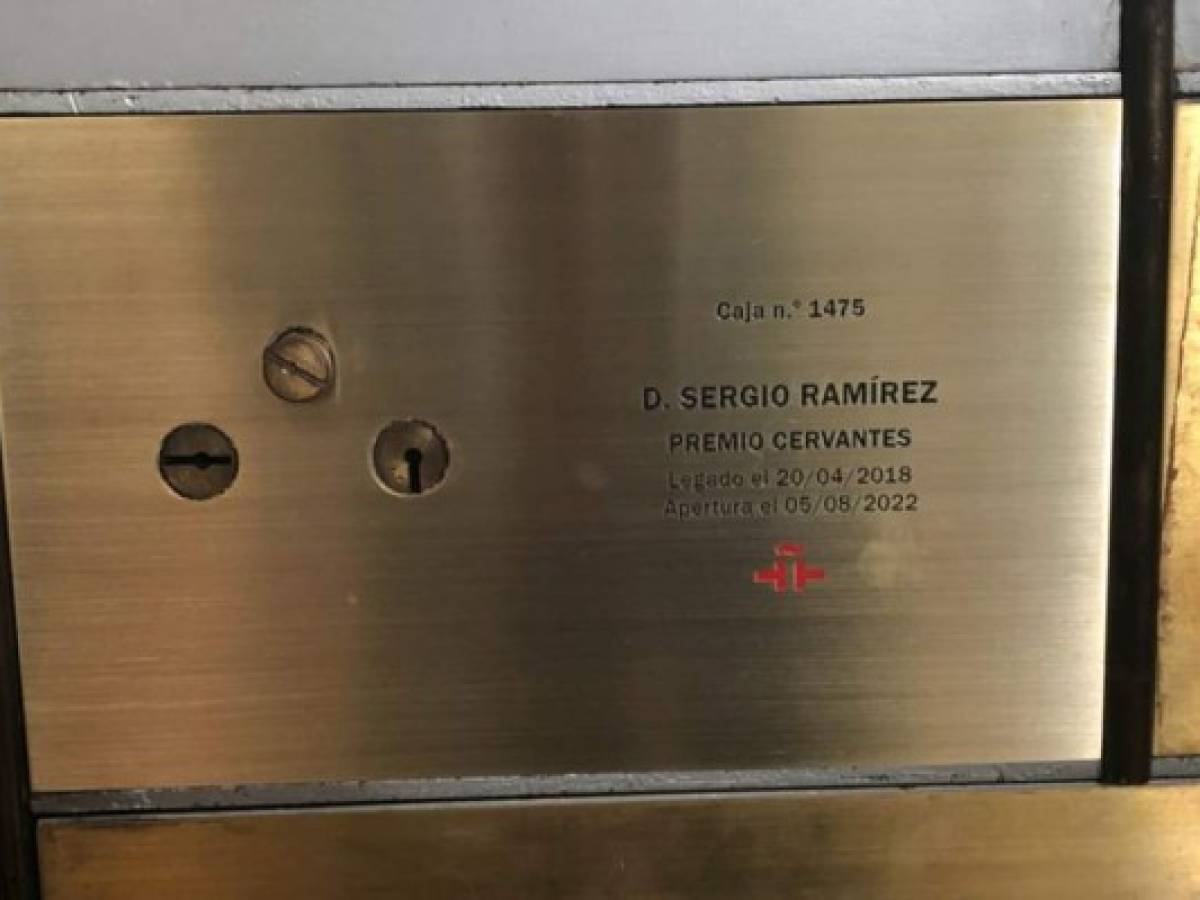 Caja n.° 1475
D. SERGIO RAMÍREZ
PREMIO CERVANTES
Legado el 20/04/2018
Apertura el 05/08/2022